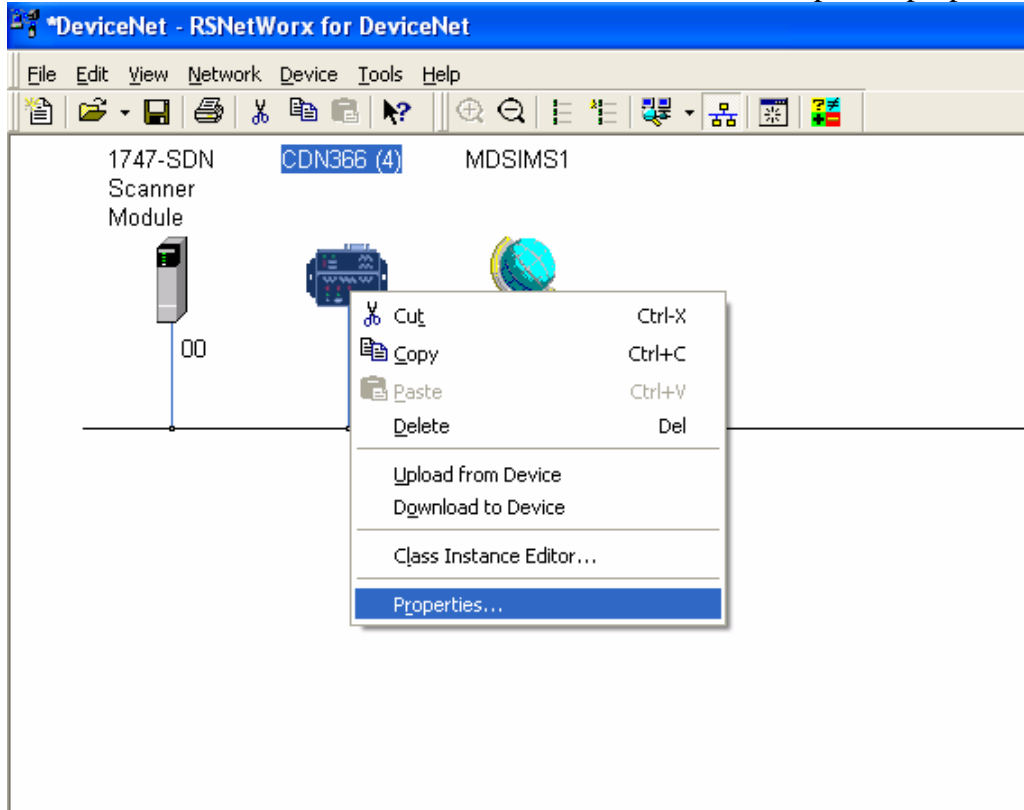 *DeviceNet - RSNetWorx for DeviceNet
File Edit View Network Device Tools Help
1747-SDN
Scanner
Module
CDN366 (4)
MDSIMS1
00
Cut Ctrl-X
Copy Ctrl+C
Paste Ctrl+V
Delete Del
Upload from Device
Download to Device
Class Instance Editor...
Properties...